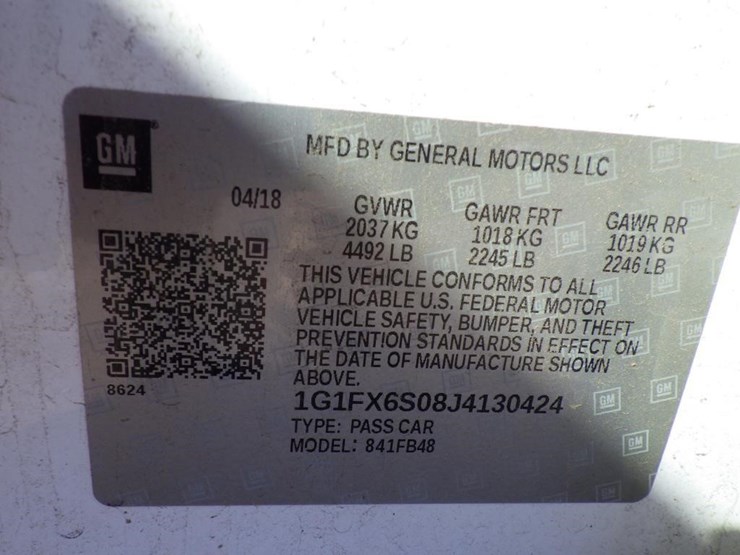 GM
MFD BY GENERAL MOTORS LLC
04/18
GVWR GAWR FRT GAWR RR
2037 KG 1018 KG 1019 KG
4492 LB 2245 LB 2246 LB
THIS VEHICLE CONFORMS TO ALL
APPLICABLE U.S. FEDERAL MOTOR
VEHICLE SAFETY, BUMPER, AND THEFT
PREVENTION STANDARDS IN EFFECT ON
THE DATE OF MANUFACTURE SHOWN
ABOVE.
8624
1G1FX6S08J4130424
TYPE: PASS CAR
MODEL: 841FB48